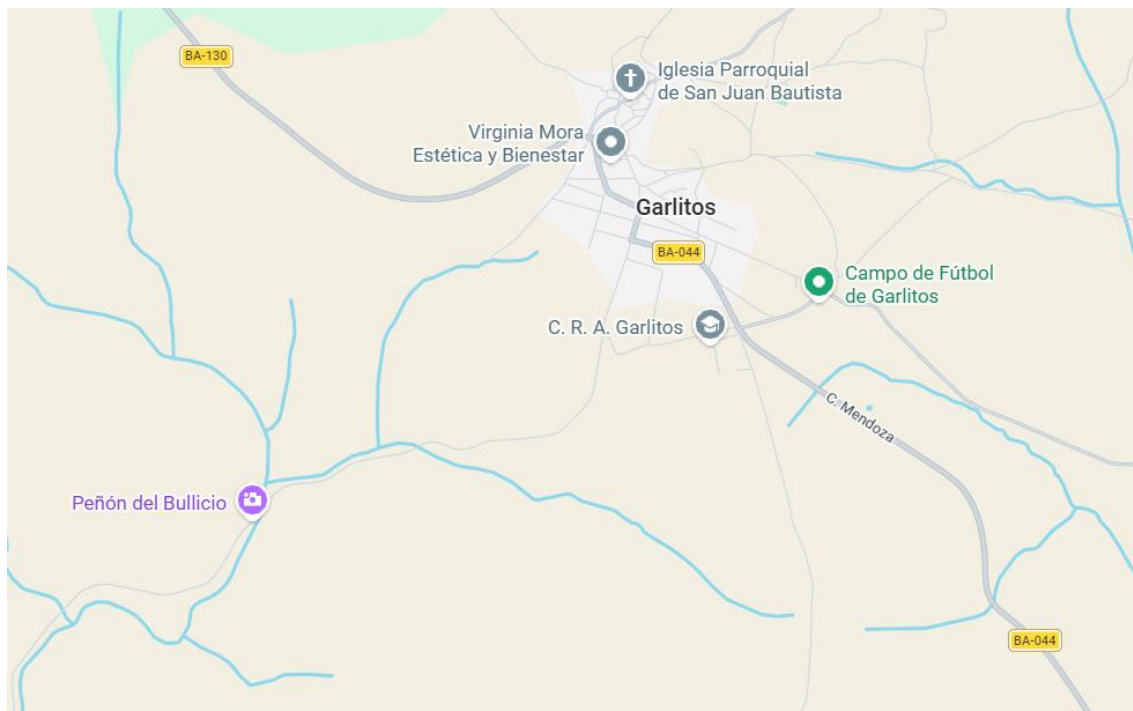 BA-130
Iglesia Parroquial
de San Juan Bautista
Virginia Mora
Estética y Bienestar
Garlitos
BA-044
Campo de Fútbol
de Garlitos
C. R. A. Garlitos
C. Mendoza
Peñón del Bullicio
BA-044